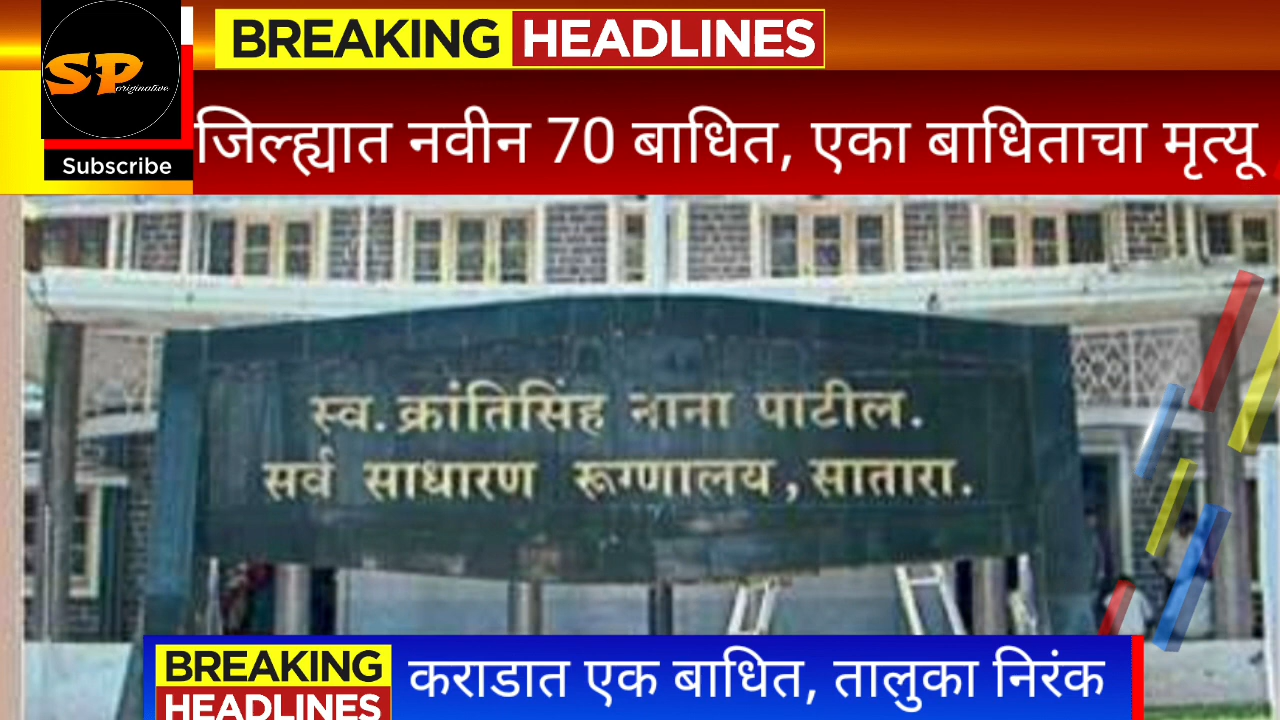 BREAKING HEADLINES
SP
originative
Subscribe
जिल्ह्यात नवीन 70 बाधित, एका बाधिताचा मृत्यू
स्व. क्रांतिसिंह नाना पाटील.
सर्व साधारण रूग्णालय, सातारा.
BREAKING
HEADLINES
कराडात एक बाधित, तालुका निरंक